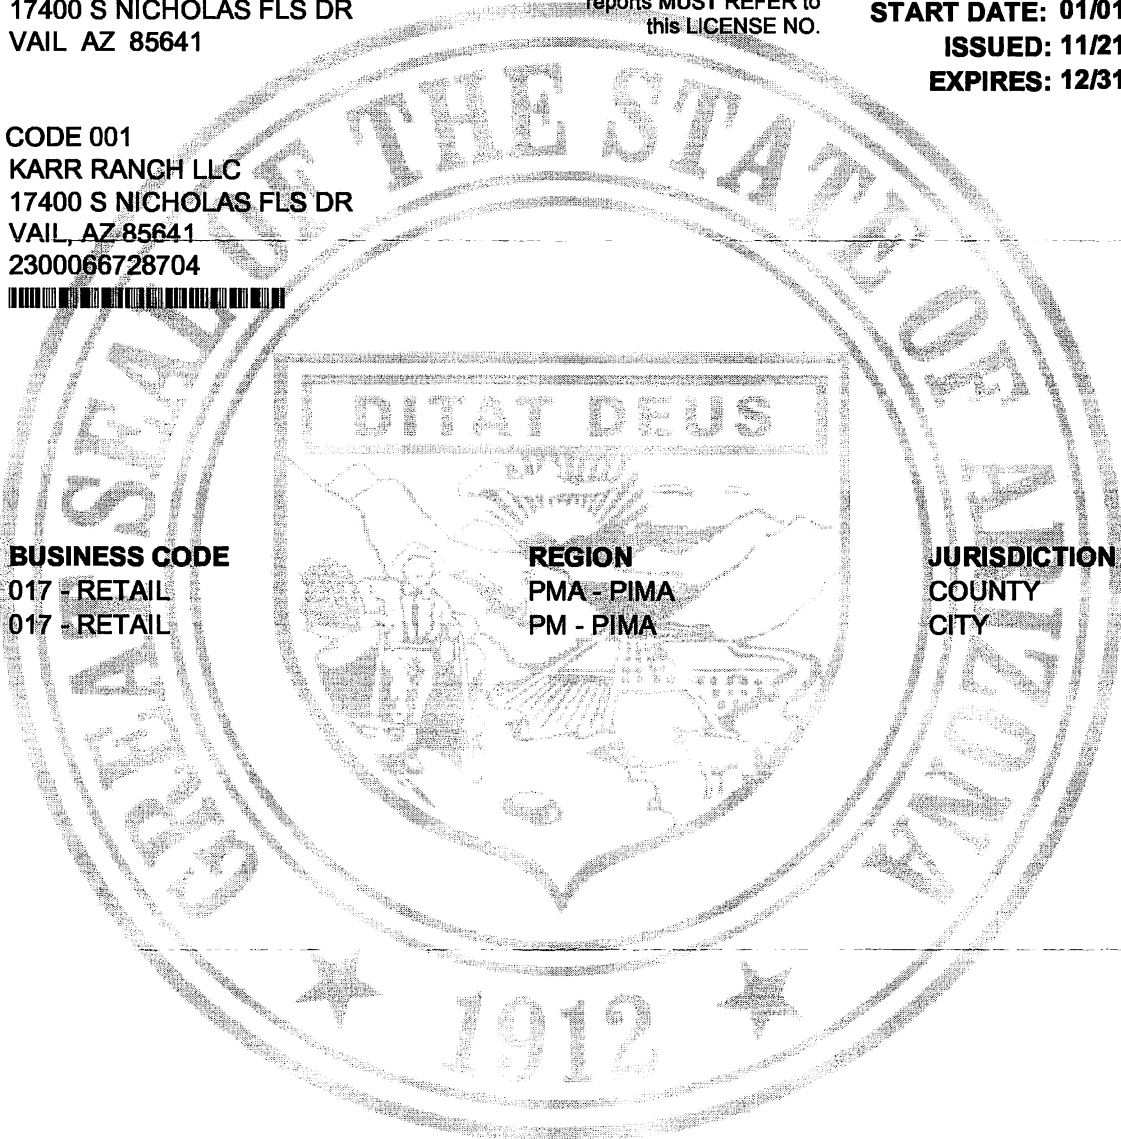 17400 S NICHOLAS FLS DR
VAIL AZ 85641
reports MUST REFER to
this LICENSE NO.
START DATE: 01/01
ISSUED: 11/21
EXPIRES: 12/31
CODE 001
KARR RANCH LLC
17400 S NICHOLAS FLS DR
VAIL, AZ 85641
2300066728704
GREAT SEAL OF THE STATE OF ARIZONA
DITAT DEUS
BUSINESS CODE REGION JURISDICTION
017 - RETAIL PMA - PIMA COUNTY
017 - RETAIL PM - PIMA CITY
1912